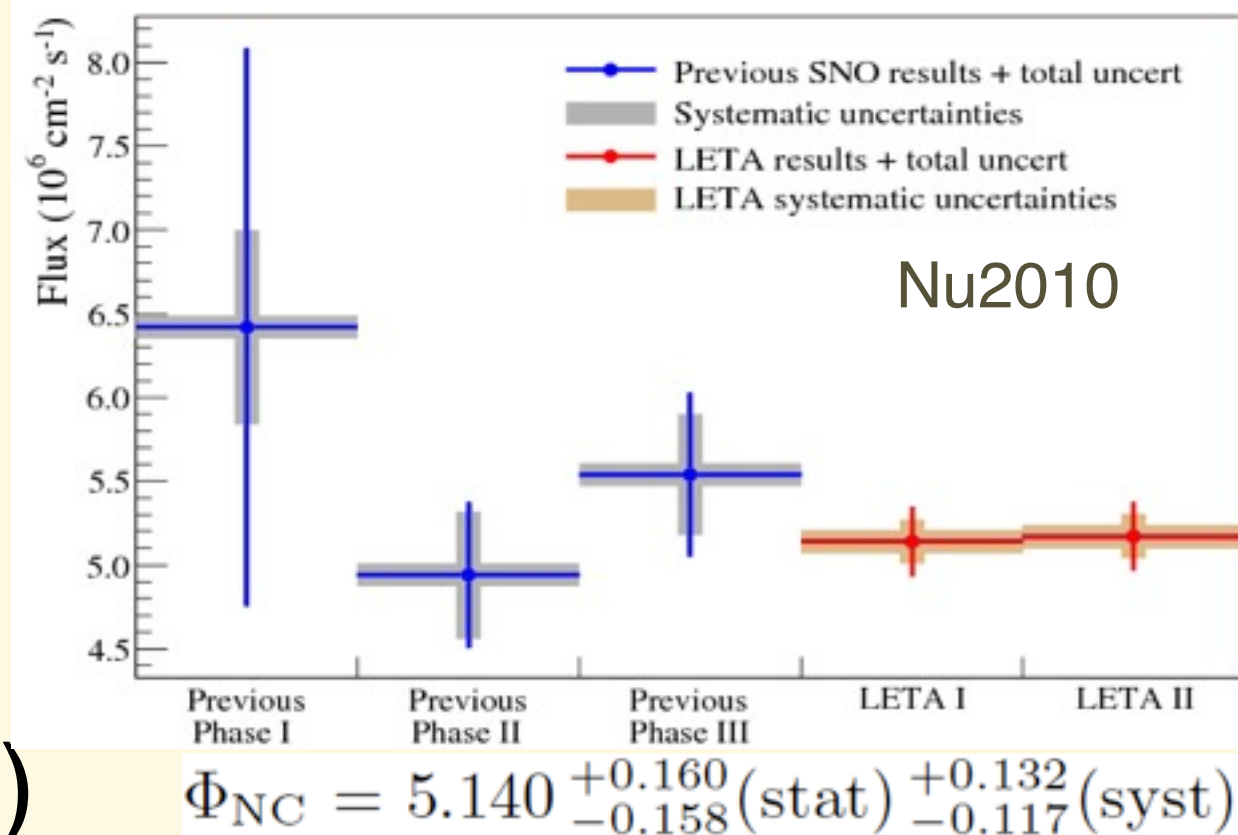 8.0
7.5
7.0
6.5
6.0
5.5
5.0
4.5
Flux (10⁶ cm⁻² s⁻¹)
Previous SNO results + total uncert
Systematic uncertainties
LETA results + total uncert
LETA systematic uncertainties
Nu2010
Previous Phase I
Previous Phase II
Previous Phase III
LETA I
LETA II
)
Φ_NC = 5.140 +0.160 −0.158 (stat) +0.132 −0.117 (syst)